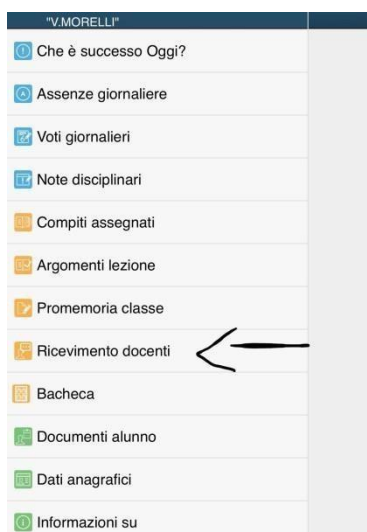 "V.MORELLI"
Che è successo Oggi?
Assenze giornaliere
Voti giornalieri
Note disciplinari
Compiti assegnati
Argomenti lezione
Promemoria classe
Ricevimento docenti
Bacheca
Documenti alunno
Dati anagrafici
Informazioni su